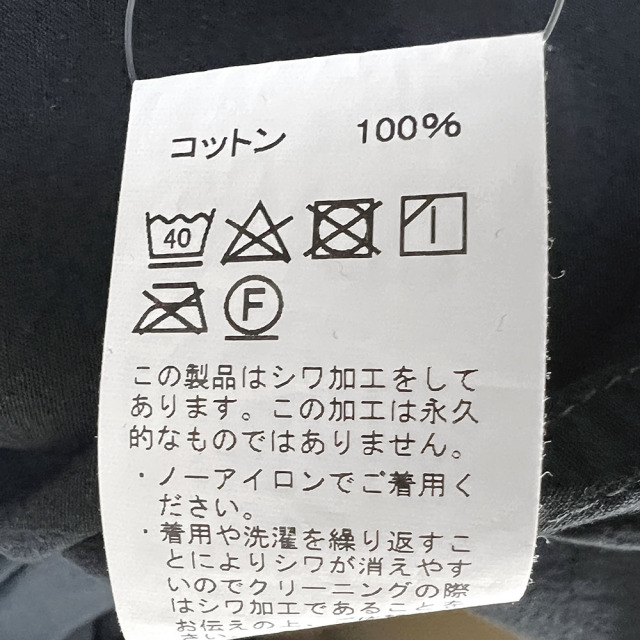 コットン 100%
40
F
この製品はシワ加工をして
あります。この加工は永久
的なものではありません。
・ノーアイロンでご着用く
ださい。
・着用や洗濯を繰り返すこ
とによりシワが消えやす
いのでクリーニングの際
はシワ加工であることを
お伝えの上